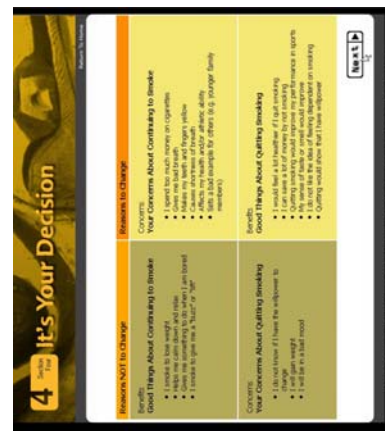 4
Section
Four
It's Your Decision
Return To Home
Reasons NOT to Change
Reasons to Change
Benefits
Good Things About Continuing to Smoke
• I smoke to lose weight
• Helps me calm down and relax
• Gives me something to do when I am bored
• I smoke to give me a "buzz" or "lift"
Concerns
Your Concerns About Continuing to Smoke
• I spend too much money on cigarettes
• Gives me bad breath
• Makes my teeth and fingers yellow
• Causes shortness of breath
• Affects my health and/or athletic ability
• Sets a bad example for others (e.g. younger family
members)
Concerns
Your Concerns About Quitting Smoking
• I do not know if I have the willpower to
change
• I will gain weight
• I will be in a bad mood
Benefits
Good Things About Quitting Smoking
• I would feel a lot healthier if I quit smoking
• I can save a lot of money by not smoking
• Quitting smoking would improve my performance in sports
• My sense of taste or smell would improve
• I do not like the idea of feeling dependent on smoking
• Quitting would show that I have willpower
Next